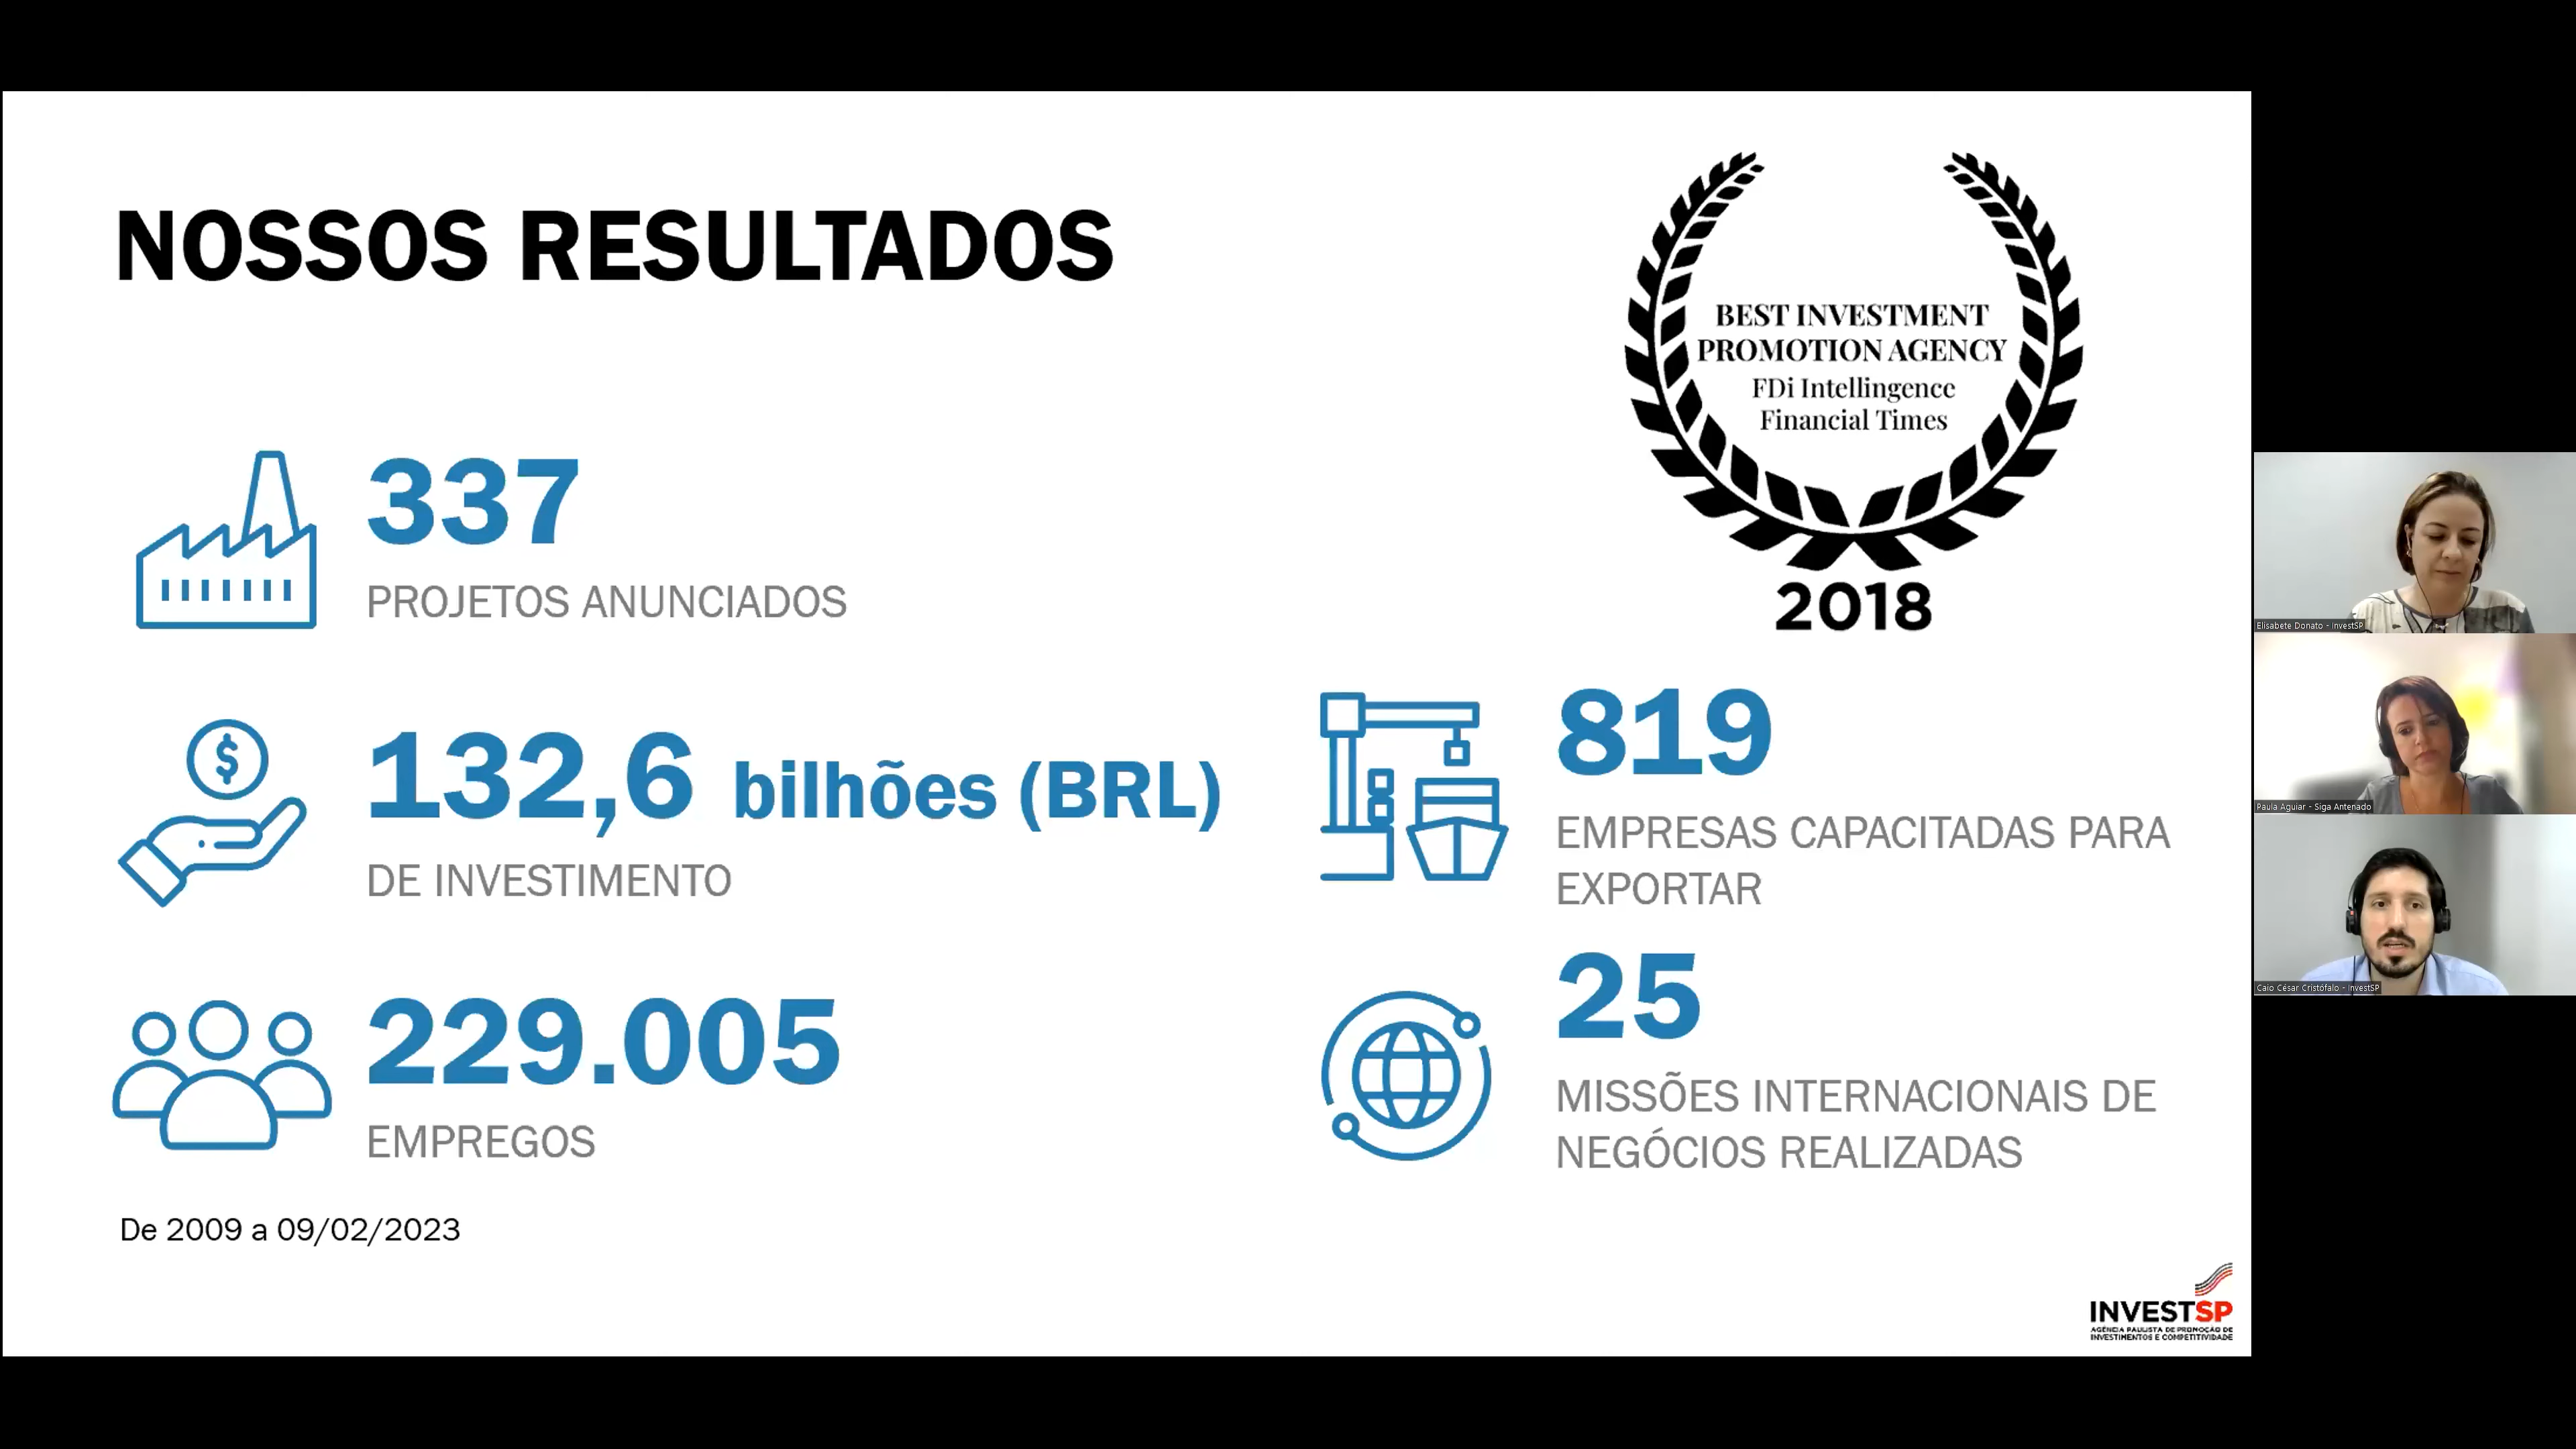 NOSSOS RESULTADOS
BEST INVESTMENT
PROMOTION AGENCY
FDi Intellingence
Financial Times
2018
337
PROJETOS ANUNCIADOS
132,6 bilhões (BRL)
DE INVESTIMENTO
229.005
EMPREGOS
819
EMPRESAS CAPACITADAS PARA
EXPORTAR
25
MISSÕES INTERNACIONAIS DE
NEGÓCIOS REALIZADAS
De 2009 a 09/02/2023
INVESTSP
AGÊNCIA PAULISTA DE PROMOÇÃO DE
INVESTIMENTOS E COMPETITIVIDADE
Elisabete Donato - InvestSP
Paula Aguiar - Siga Antenado
Caio César Cristófalo - InvestSP